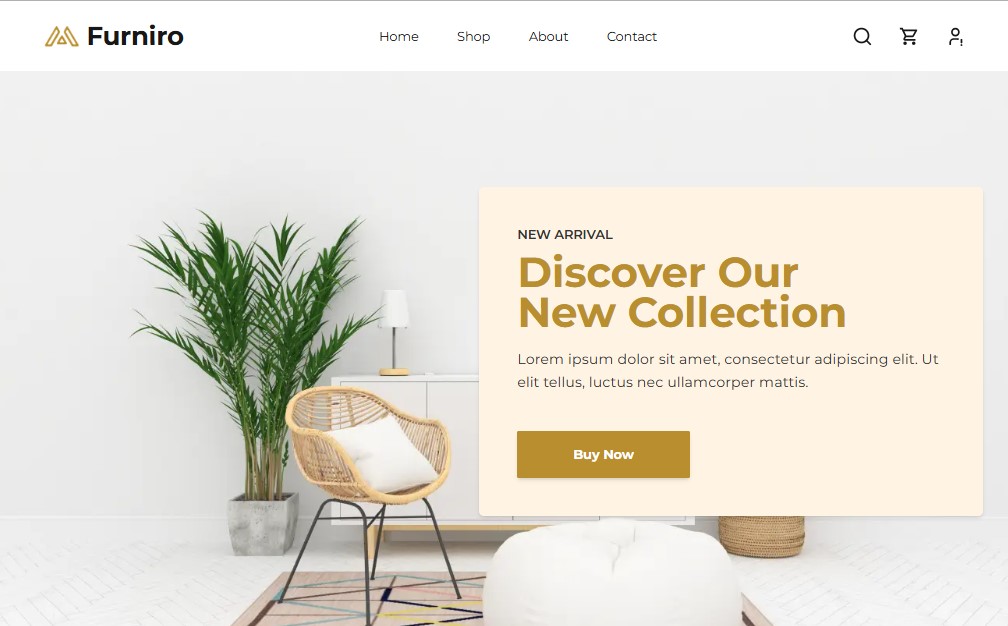 Furniro
Home
Shop
About
Contact
NEW ARRIVAL
Discover Our
New Collection
Lorem ipsum dolor sit amet, consectetur adipiscing elit. Ut
elit tellus, luctus nec ullamcorper mattis.
Buy Now